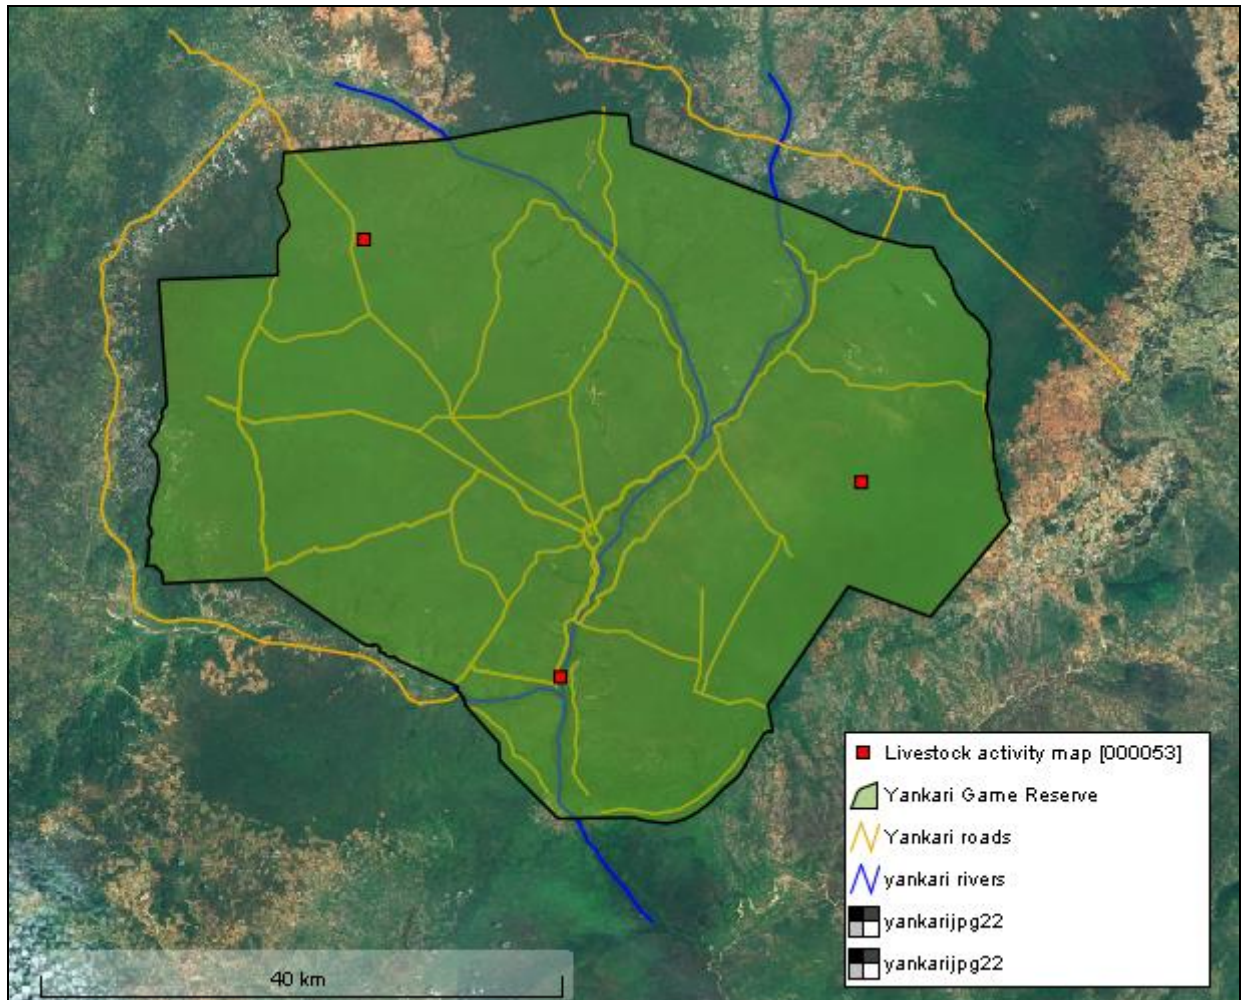 Livestock activity map [000053]
Yankari Game Reserve
Yankari roads
yankari rivers
yankarijpg22
yankarijpg22
40 km